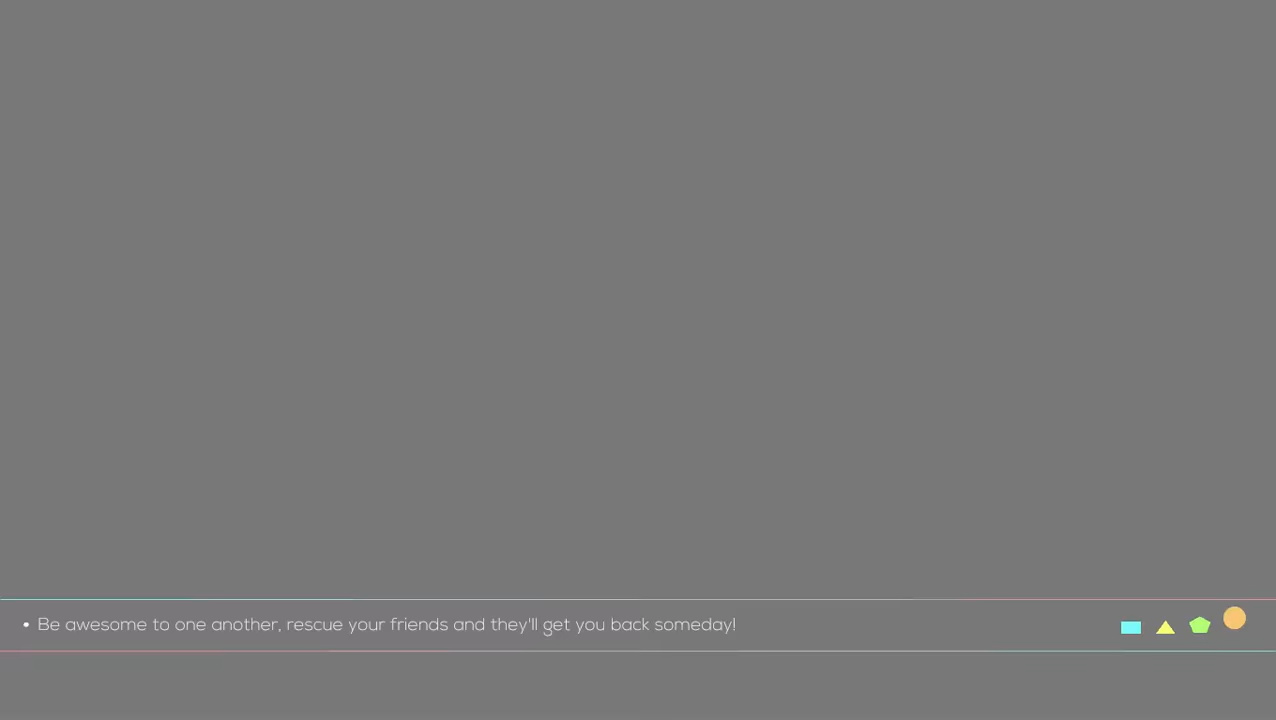 • Be awesome to one another, rescue your friends and they'll get you back someday!